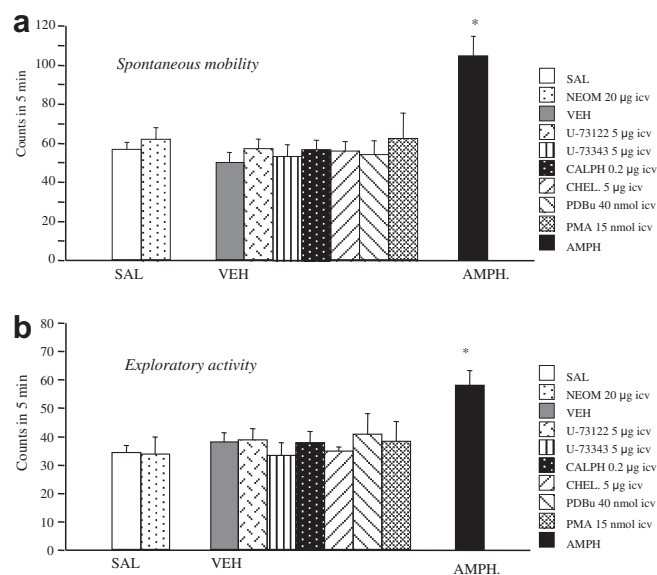 a
Spontaneous mobility
*
Counts in 5 min
120
100
80
60
40
20
0
SAL
VEH
AMPH.
SAL
NEOM 20 µg icv
VEH
U-73122 5 µg icv
U-73343 5 µg icv
CALPH 0.2 µg icv
CHEL. 5 µg icv
PDBu 40 nmol icv
PMA 15 nmol icv
AMPH
b
Exploratory activity
*
Counts in 5 min
80
70
60
50
40
30
20
10
0
SAL
VEH
AMPH.
SAL
NEOM 20 µg icv
VEH
U-73122 5 µg icv
U-73343 5 µg icv
CALPH 0.2 µg icv
CHEL. 5 µg icv
PDBu 40 nmol icv
PMA 15 nmol icv
AMPH